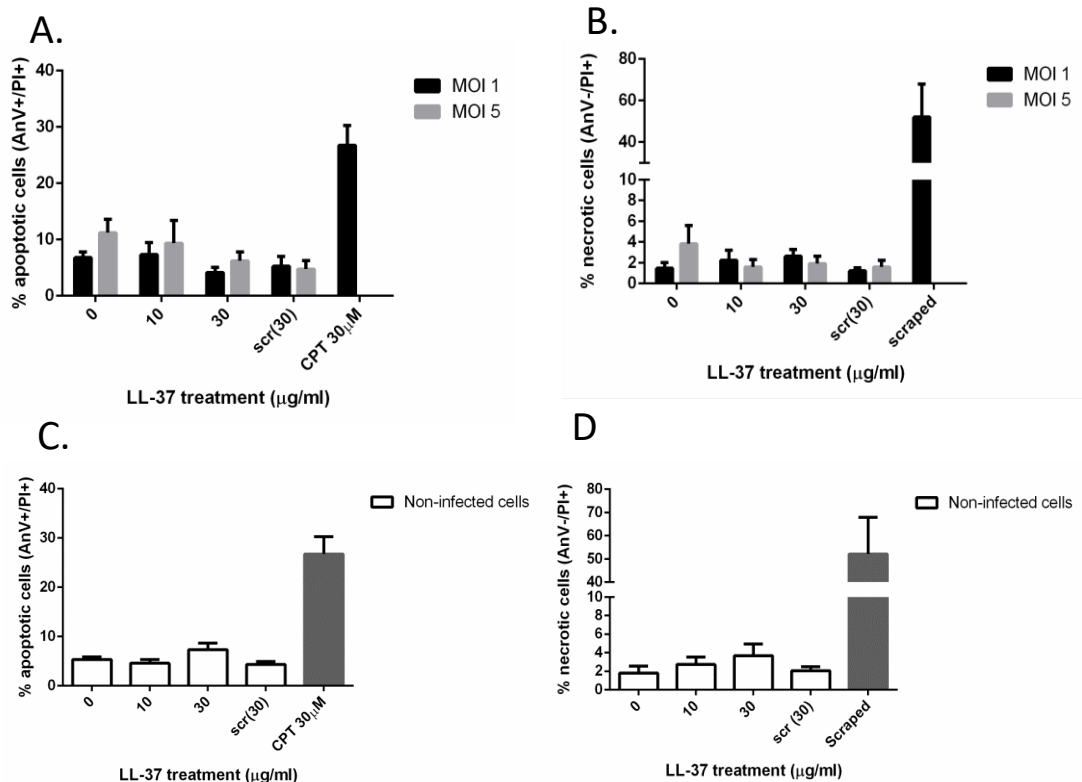 A.
% apoptotic cells (AnV+/PI+)
40
30
20
10
0
MOI 1
MOI 5
0
10
30
scr(30)
CPT 30μM
LL-37 treatment (μg/ml)
B.
% necrotic cells (AnV-/PI+)
80
60
40
14
12
10
8
6
4
2
0
MOI 1
MOI 5
0
10
30
scr(30)
scraped
LL-37 treatment (μg/ml)
C.
% apoptotic cells (AnV+/PI+)
40
30
20
10
0
Non-infected cells
0
10
30
scr(30)
CPT 30μM
LL-37 treatment (μg/ml)
D
% necrotic cells (AnV-/PI+)
80
70
60
50
40
14
12
10
8
6
4
2
0
Non-infected cells
0
10
30
scr (30)
Scraped
LL-37 treatment (μg/ml)